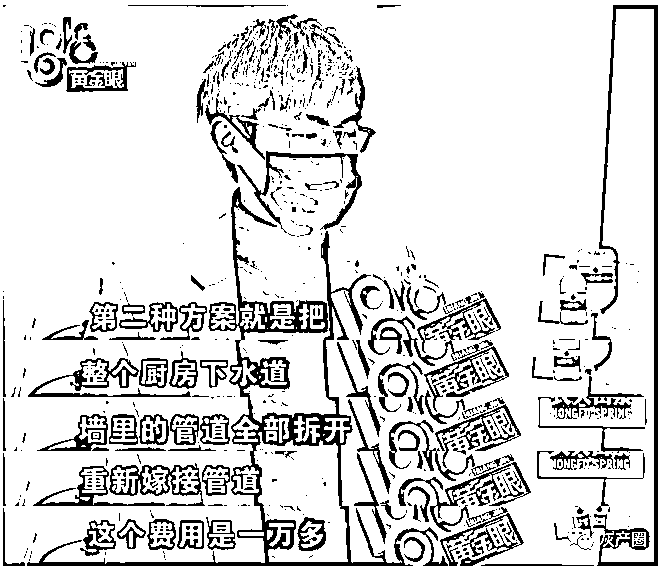 1818
黄金眼
第二种方案就是把
黄金眼
整个厨房下水道
黄金眼
墙里的管道全部拆开
黄金眼
NONGFU SPRING
重新嫁接管道
黄金眼
NONGFU SPRING
这个费用是一万多
黄金眼
灰产圈